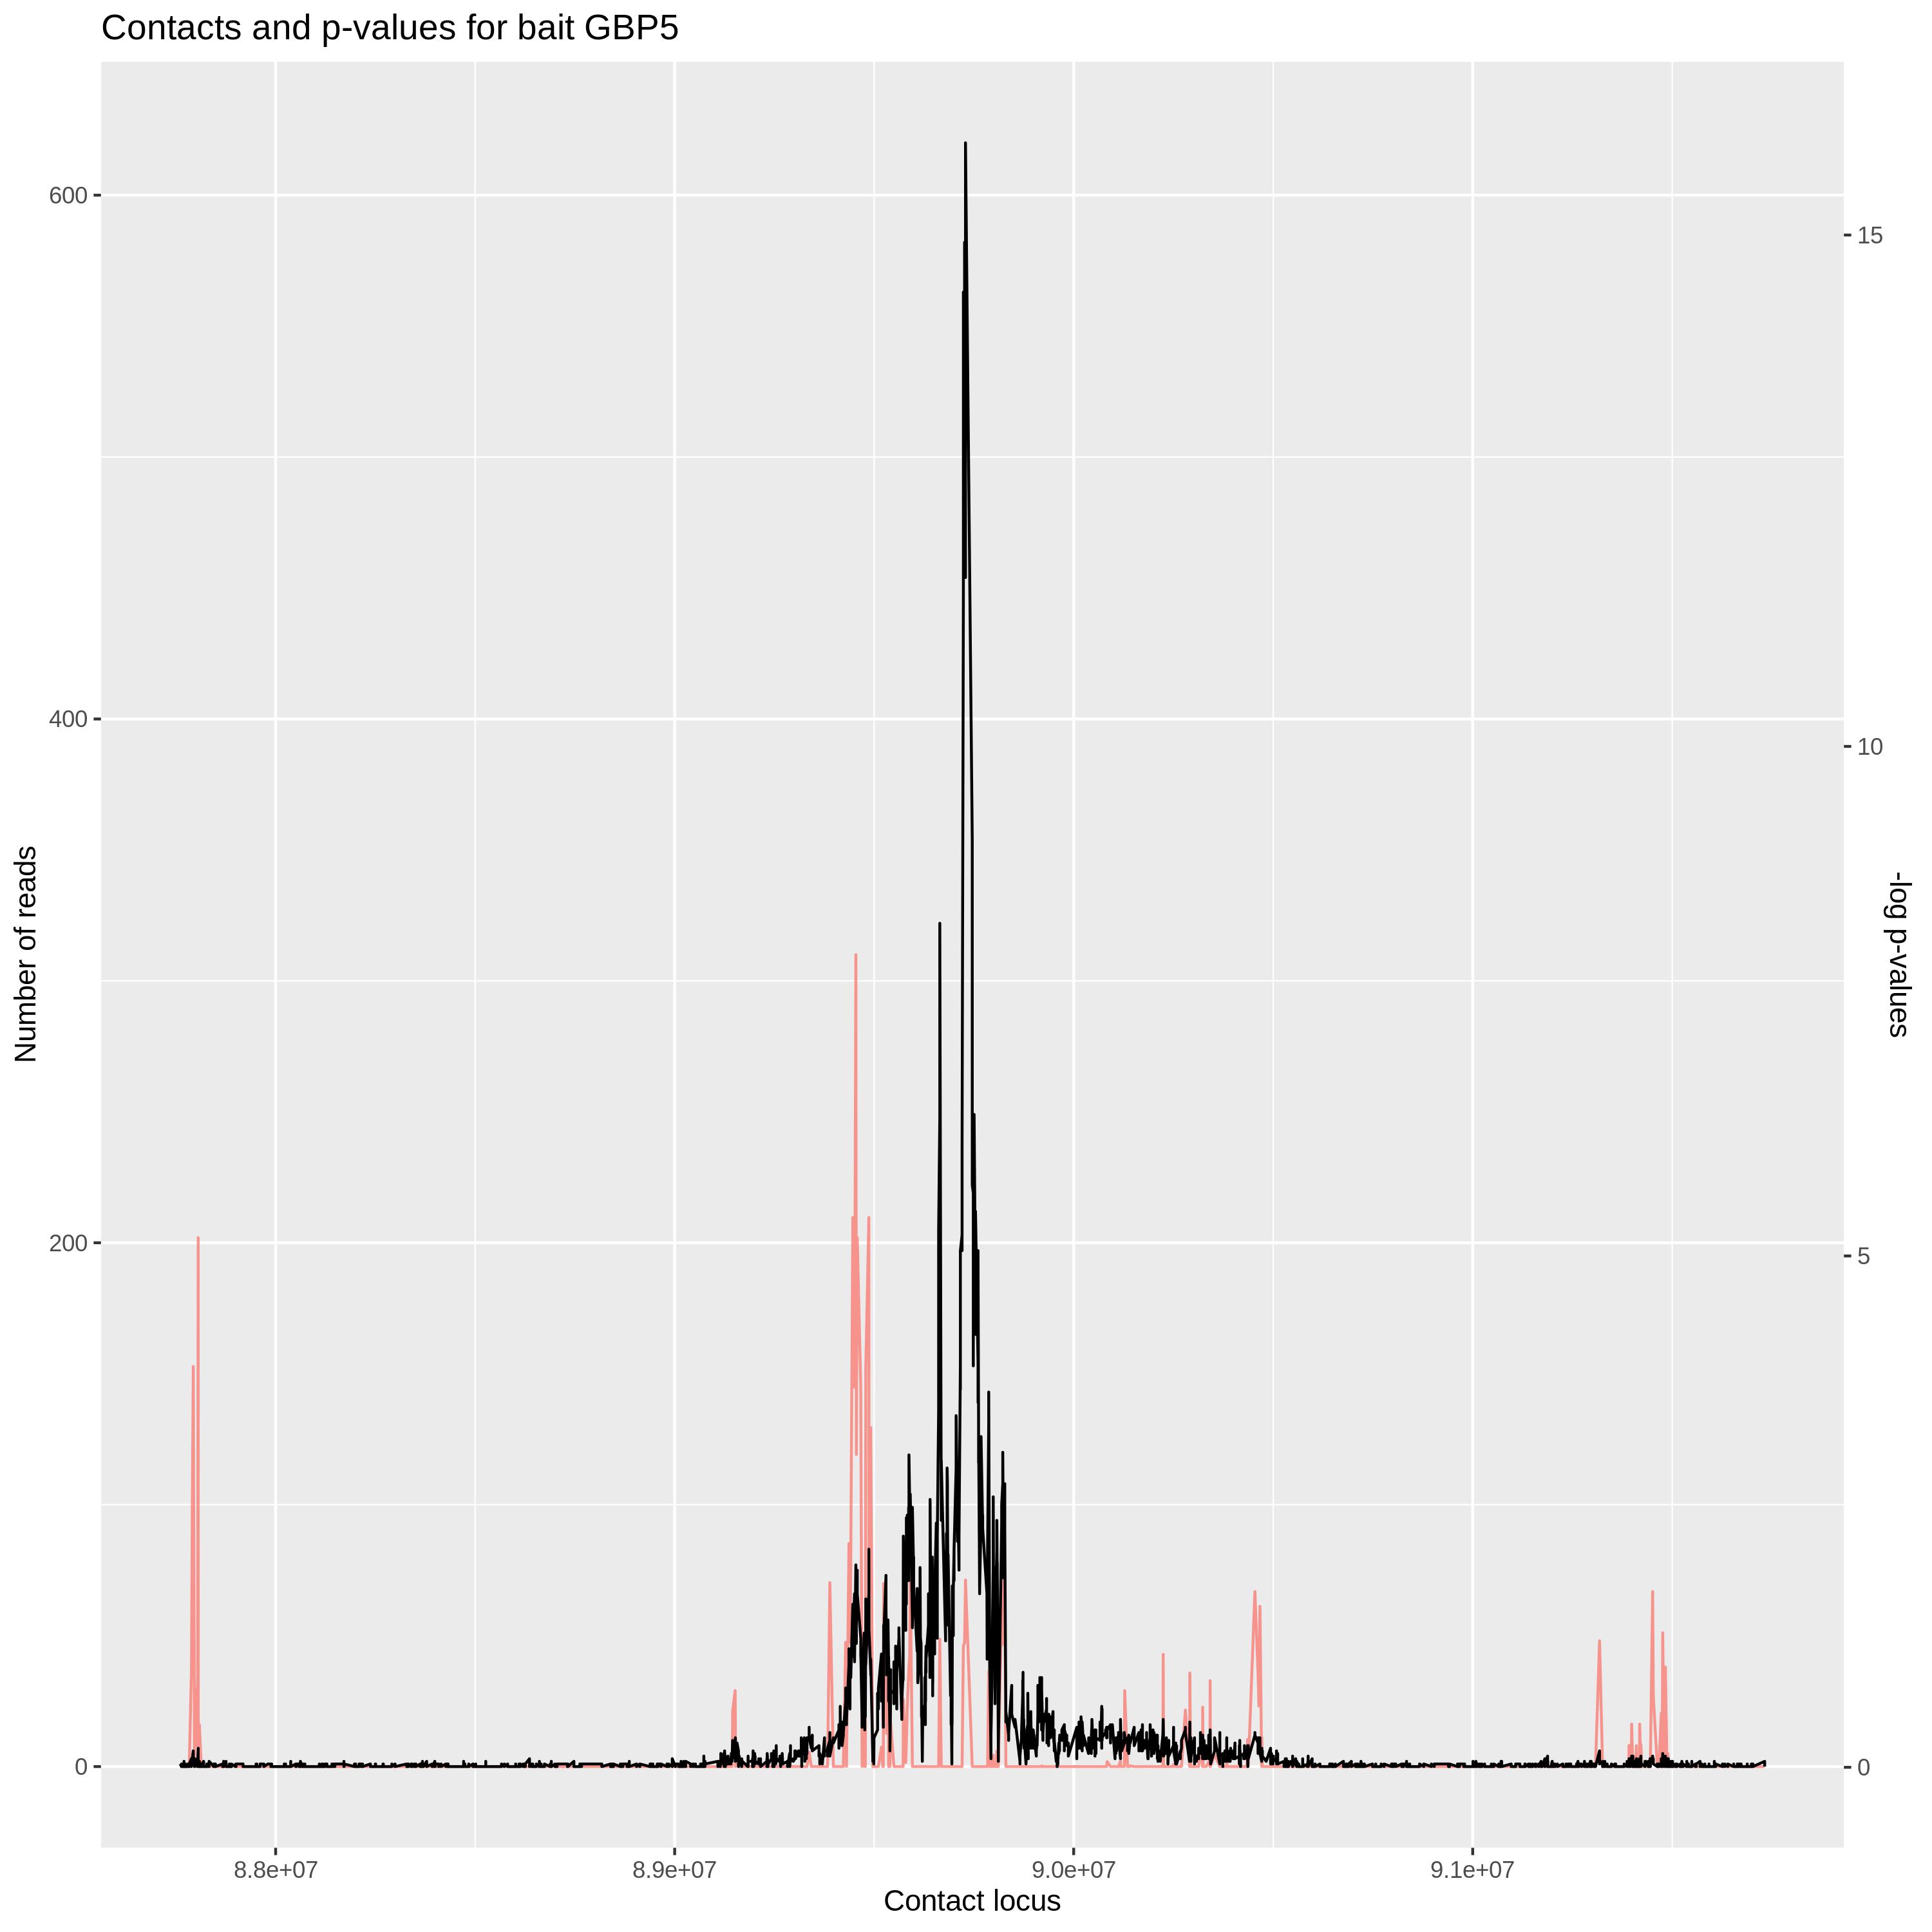 Contacts and p-values for bait GBP5
600
400
200
0
Number of reads
15
10
5
0
-log p-values
8.8e+07 8.9e+07 9.0e+07 9.1e+07
Contact locus